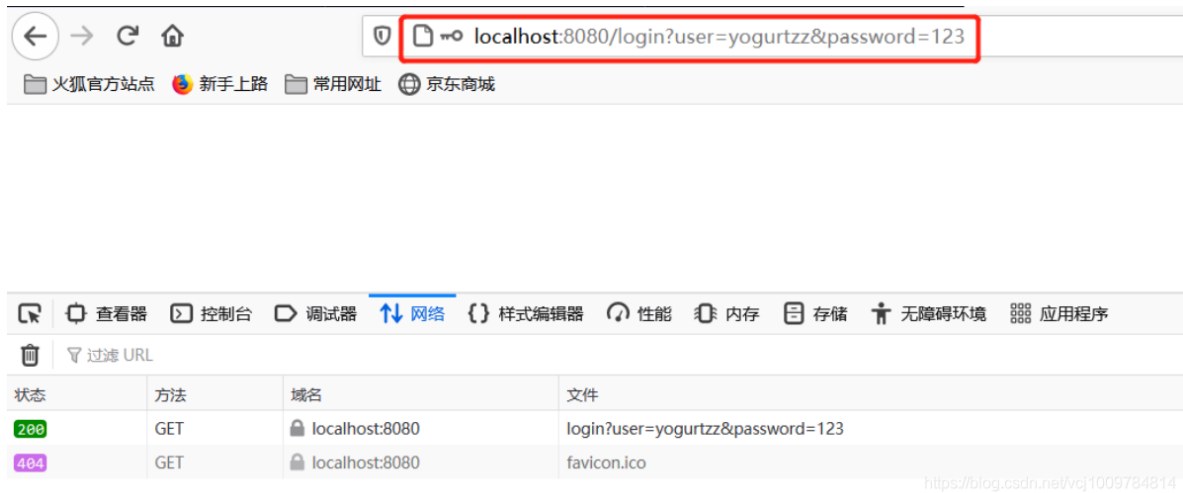 localhost:8080/login?user=yogurtzz&password=123
火狐官方站点 新手上路 常用网址 京东商城
查看器 控制台 调试器 网络 {} 样式编辑器 性能 内存 存储 无障碍环境 应用程序
过滤 URL
状态 方法 域名 文件
200 GET localhost:8080 login?user=yogurtzz&password=123
404 GET localhost:8080 favicon.ico
https://blog.csdn.net/vcj1009784814